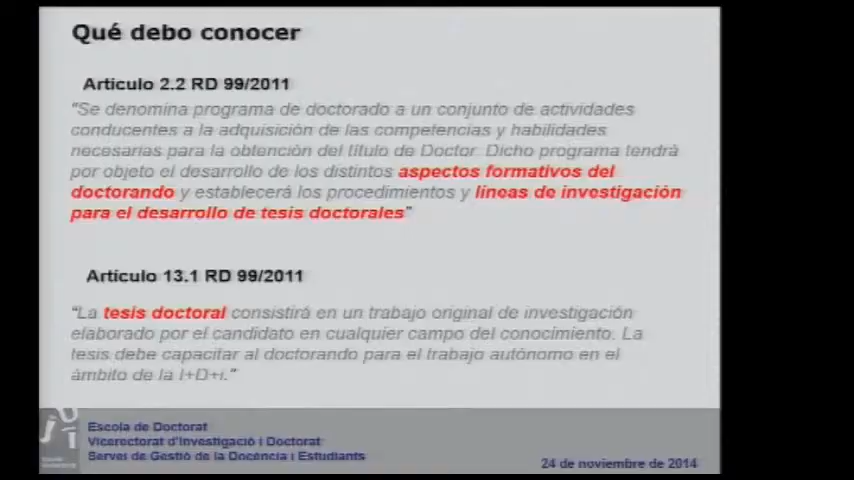 Qué debo conocer
Artículo 2.2 RD 99/2011
"Se denomina programa de doctorado a un conjunto de actividades
conducentes a la adquisición de las competencias y habilidades
necesarias para la obtención del título de Doctor. Dicho programa tendrá
por objeto el desarrollo de los distintos aspectos formativos del
doctorando y establecerá los procedimientos y líneas de investigación
para el desarrollo de tesis doctorales"
Artículo 13.1 RD 99/2011
"La tesis doctoral consistirá en un trabajo original de investigación
elaborado por el candidato en cualquier campo del conocimiento. La
tesis debe capacitar al doctorando para el trabajo autónomo en el
ámbito de la I+D+i."
Escola de Doctorat
Vicerectorat d'Investigació i Doctorat
Servei de Gestió de la Docència i Estudiants
24 de noviembre de 2014